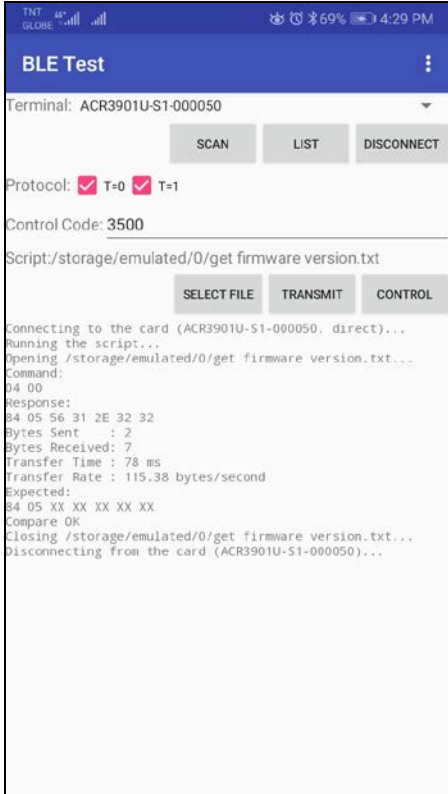 TNT
GLOBE
69% 4:29 PM
BLE Test
Terminal: ACR3901U-S1-000050
SCAN LIST DISCONNECT
Protocol: T=0 T=1
Control Code: 3500
Script:/storage/emulated/0/get firmware version.txt
SELECT FILE TRANSMIT CONTROL
Connecting to the card (ACR3901U-S1-000050, direct)...
Running the script...
Opening /storage/emulated/0/get firmware version.txt...
Command:
04 00
Response:
84 05 56 31 2E 32 32
Bytes Sent : 2
Bytes Received: 7
Transfer Time : 78 ms
Transfer Rate : 115.38 bytes/second
Expected:
84 05 XX XX XX XX XX
Compare OK
Closing /storage/emulated/0/get firmware version.txt...
Disconnecting from the card (ACR3901U-S1-000050)...